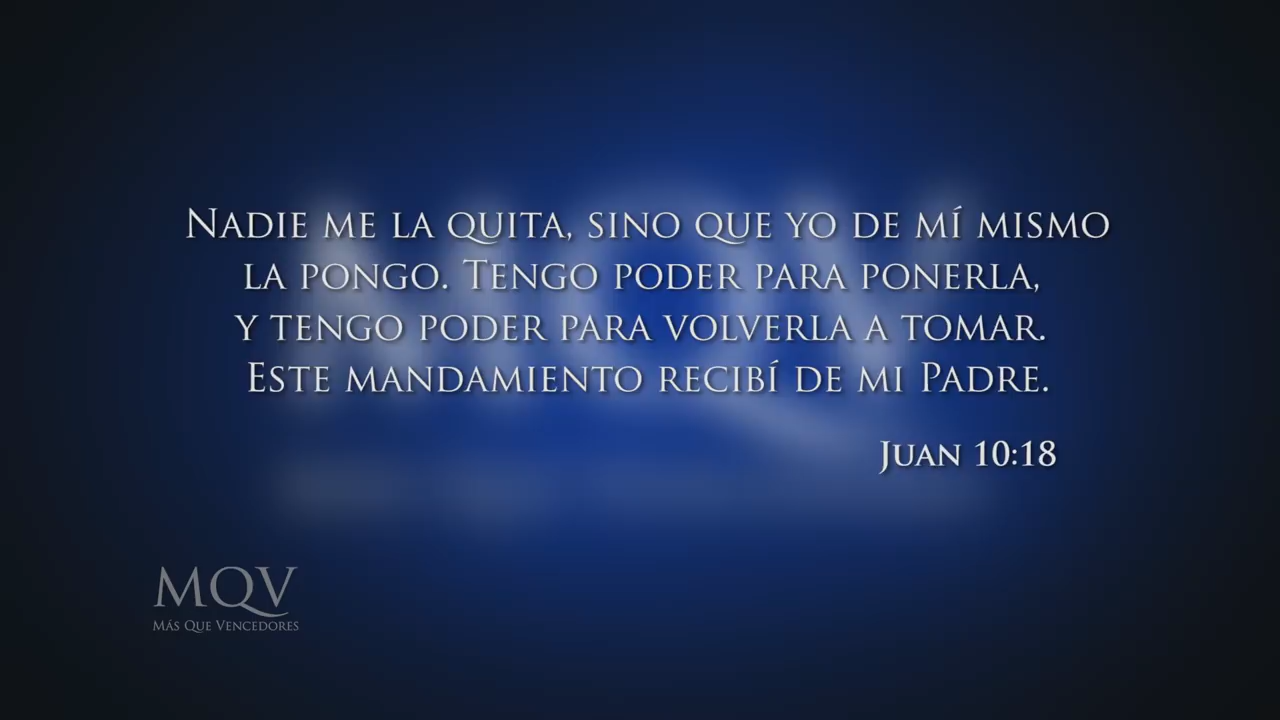 Nadie me la quita, sino que yo de mí mismo
la pongo. Tengo poder para ponerla,
y tengo poder para volverla a tomar.
Este mandamiento recibí de mi Padre.
Juan 10:18
MQV
Más Que Vencedores